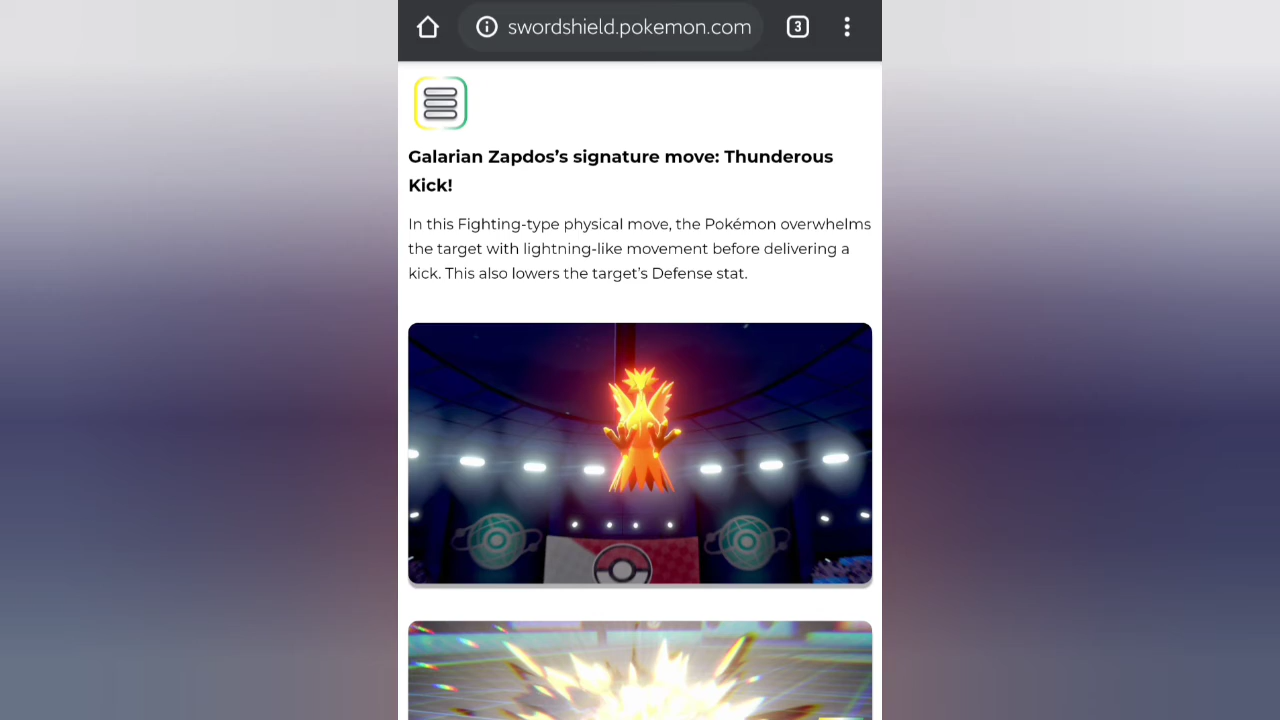 swordshield.pokemon.com
3
Galarian Zapdos’s signature move: Thunderous
Kick!
In this Fighting-type physical move, the Pokémon overwhelms
the target with lightning-like movement before delivering a
kick. This also lowers the target’s Defense stat.